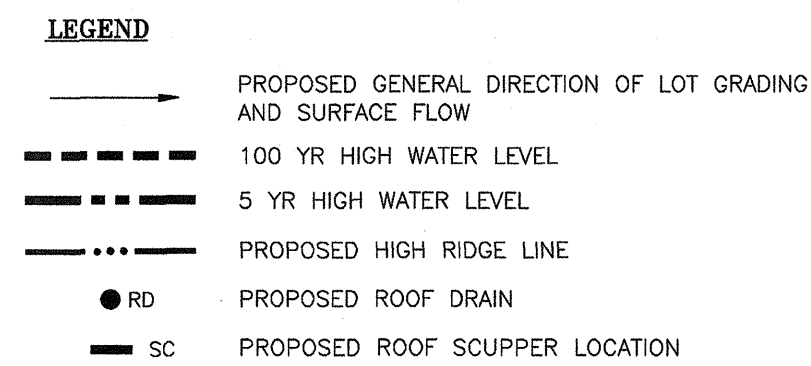 LEGEND
PROPOSED GENERAL DIRECTION OF LOT GRADING
AND SURFACE FLOW
100 YR HIGH WATER LEVEL
5 YR HIGH WATER LEVEL
PROPOSED HIGH RIDGE LINE
RD PROPOSED ROOF DRAIN
SC PROPOSED ROOF SCUPPER LOCATION